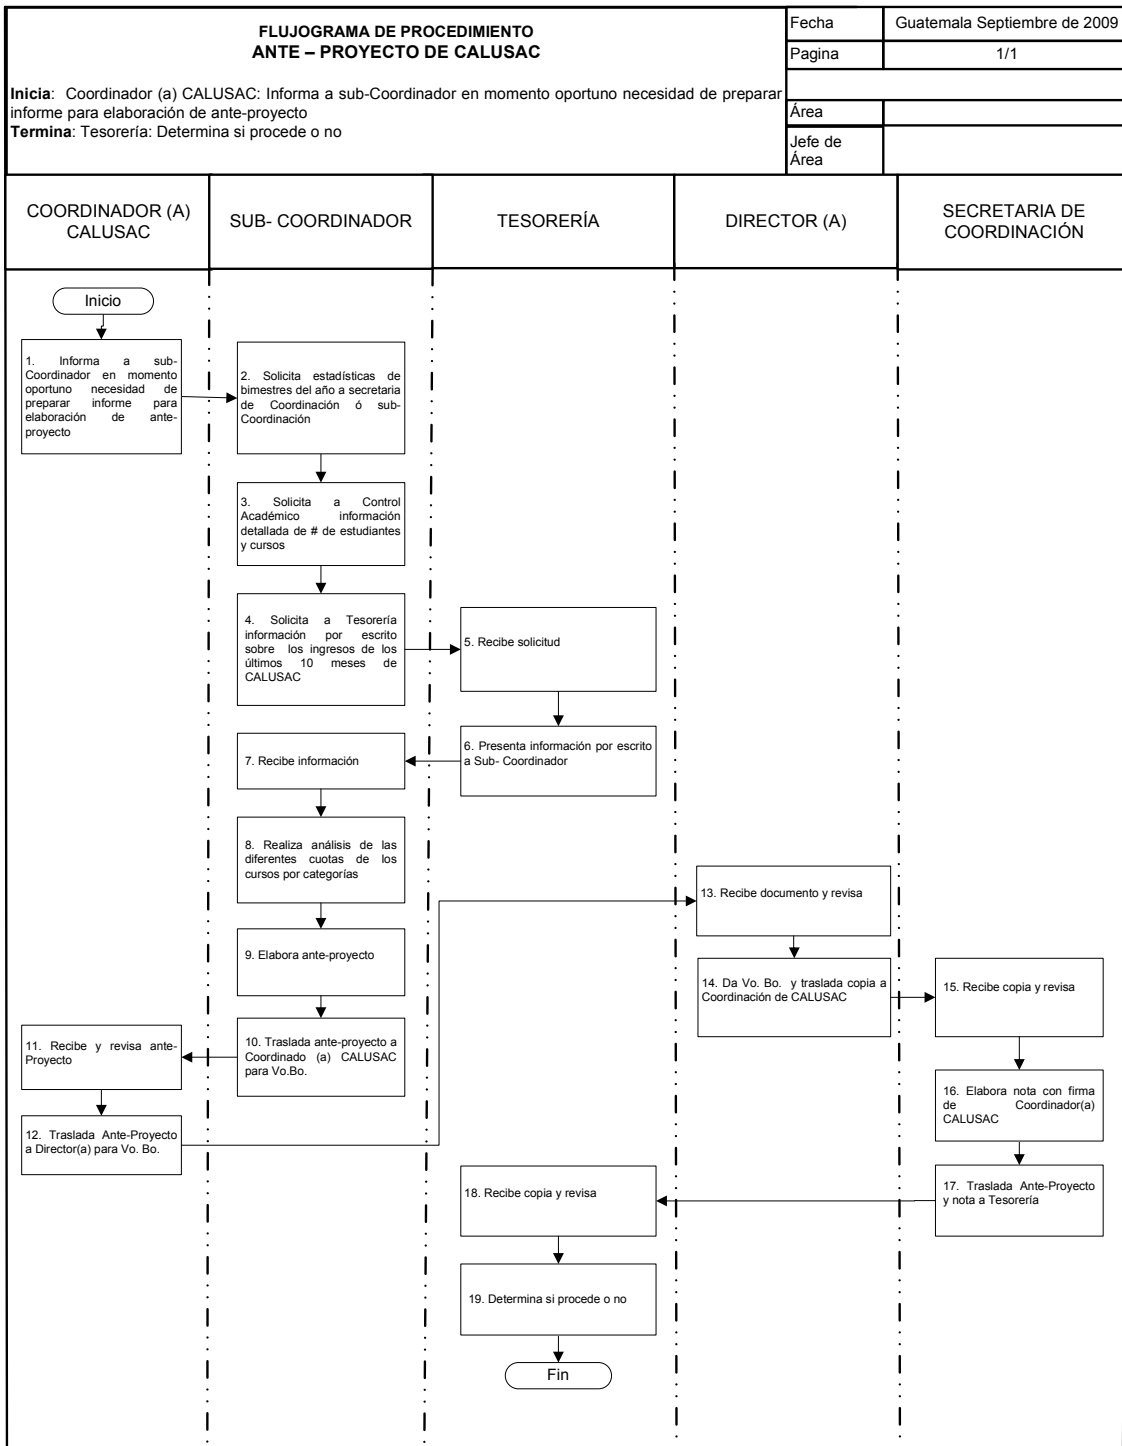 FLUJOGRAMA DE PROCEDIMIENTO
ANTE – PROYECTO DE CALUSAC
Inicia: Coordinador (a) CALUSAC: Informa a sub-Coordinador en momento oportuno necesidad de preparar
informe para elaboración de ante-proyecto
Termina: Tesorería: Determina si procede o no
Fecha
Guatemala Septiembre de 2009
Pagina
1/1
Área
Jefe de
Área
COORDINADOR (A)
CALUSAC
SUB- COORDINADOR
TESORERÍA
DIRECTOR (A)
SECRETARIA DE
COORDINACIÓN
Inicio
1. Informa a sub-
Coordinador en momento
oportuno necesidad de
preparar informe para
elaboración de ante-
proyecto
2. Solicita estadísticas de
bimestres del año a secretaria
de Coordinación ó sub-
Coordinación
3. Solicita a Control
Académico información
detallada de # de estudiantes
y cursos
4. Solicita a Tesorería
información por escrito
sobre los ingresos de los
últimos 10 meses de
CALUSAC
5. Recibe solicitud
6. Presenta información por escrito
a Sub- Coordinador
7. Recibe información
8. Realiza análisis de las
diferentes cuotas de los
cursos por categorías
9. Elabora ante-proyecto
10. Traslada ante-proyecto a
Coordinado (a) CALUSAC
para Vo.Bo.
11. Recibe y revisa ante-
Proyecto
12. Traslada Ante-Proyecto
a Director(a) para Vo. Bo.
13. Recibe documento y revisa
14. Da Vo. Bo. y traslada copia a
Coordinación de CALUSAC
15. Recibe copia y revisa
16. Elabora nota con firma
de Coordinador(a)
CALUSAC
17. Traslada Ante-Proyecto
y nota a Tesorería
18. Recibe copia y revisa
19. Determina si procede o no
Fin